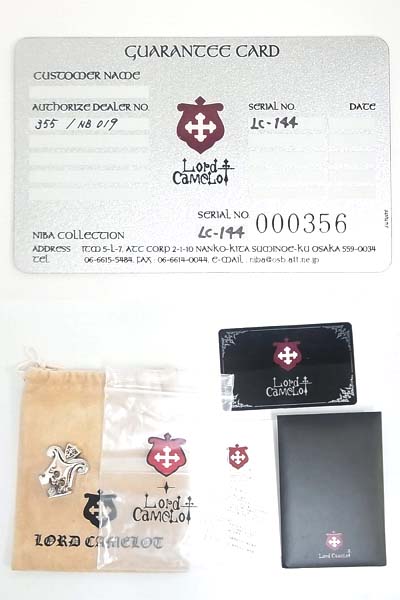 GUARANTEE CARD
CUSTOMER NAME
AUTHORIZE DEALER NO. SERIAL NO. DATE
355 / NB 019 LC-144
LORD
CAMELOT
SERIAL NO. 000356
LC-144
NIBA COLLECTION
ADDRESS ITM 5-L-7, ATC CORP 2-1-10 NANKO-KITA SUMINOE-KU OSAKA 559-0034
TEL 06-6615-5484. FAX: 06-6614-0044. E-MAIL: niba@osb.att.ne.jp
LORD
CAMELOT
LORD
CAMELOT
LORD CAMELOT
LORD CAMELOT